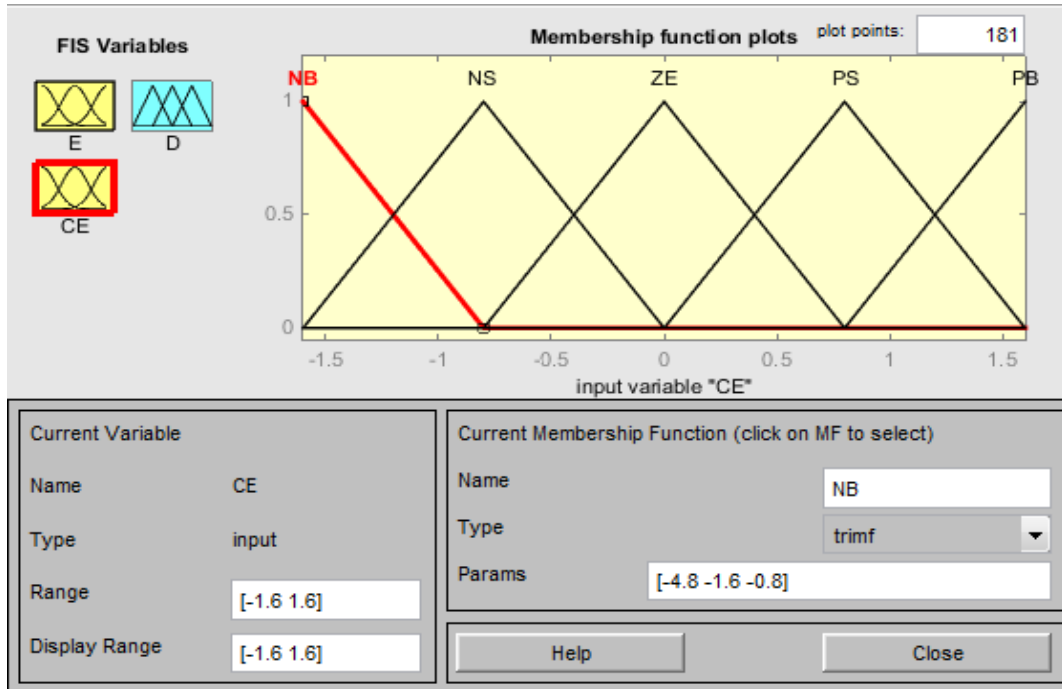 FIS Variables
E
D
CE
Membership function plots
plot points:
181
NB
NS
ZE
PS
PB
1
0.5
0
-1.5
-1
-0.5
0
0.5
1
1.5
input variable "CE"
Current Variable
Name
CE
Type
input
Range
[-1.6 1.6]
Display Range
[-1.6 1.6]
Current Membership Function (click on MF to select)
Name
NB
Type
trimf
Params
[-4.8 -1.6 -0.8]
Help
Close